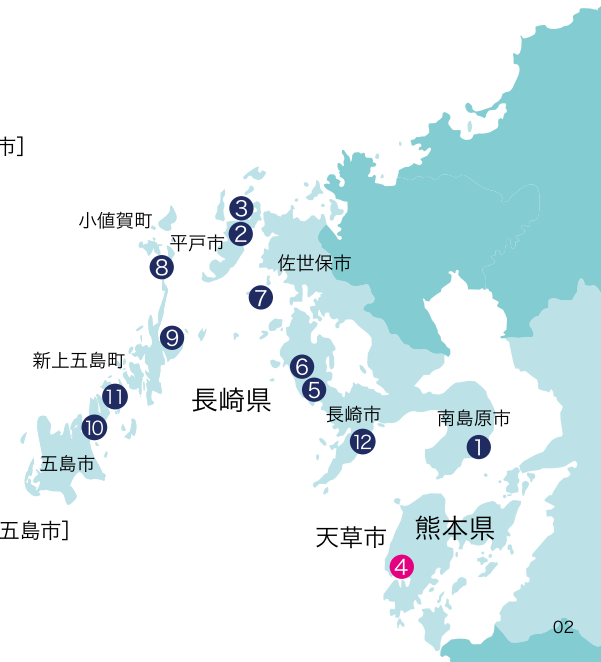 市]
③
小値賀町
②
平戸市
佐世保市
⑧
⑦
⑨
新上五島町
⑥
長崎県
⑤
⑪
長崎市
南島原市
⑩
⑫
①
五島市
五島市]
天草市
熊本県
④
02